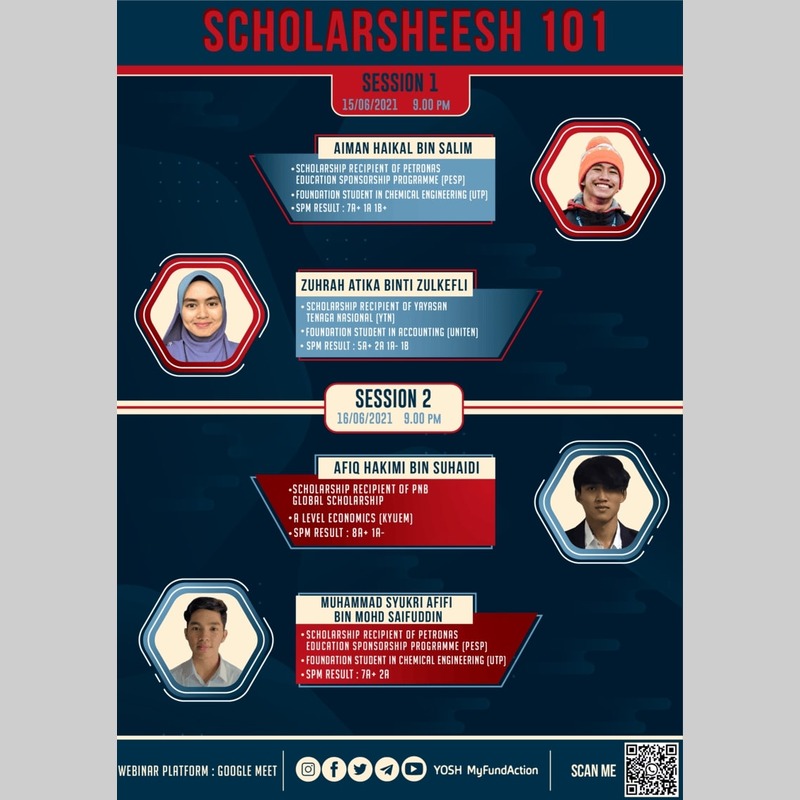 SCHOLARSHEESH 101
SESSION 1
15/06/2021 9.00 PM
AIMAN HAIKAL BIN SALIM
•SCHOLARSHIP RECIPIENT OF PETRONAS
EDUCATION SPONSORSHIP PROGRAMME (PESP)
•FOUNDATION STUDENT IN CHEMICAL ENGINEERING (UTP)
•SPM RESULT : 7A+ 1A 1B+
ZUHRAH ATIKA BINTI ZULKEFLI
•SCHOLARSHIP RECIPIENT OF YAYASAN
TENAGA NASIONAL (YTN)
•FOUNDATION STUDENT IN ACCOUNTING (UNITEN)
•SPM RESULT : 5A+ 2A 1A- 1B
SESSION 2
16/06/2021 9.00 PM
AFIQ HAKIMI BIN SUHAIDI
•SCHOLARSHIP RECIPIENT OF PNB
GLOBAL SCHOLARSHIP
•A LEVEL ECONOMICS (KYUEM)
•SPM RESULT : 8A+ 1A-
MUHAMMAD SYUKRI AFIFI
BIN MOHD SAIFUDDIN
•SCHOLARSHIP RECIPIENT OF PETRONAS
EDUCATION SPONSORSHIP PROGRAMME (PESP)
•FOUNDATION STUDENT IN CHEMICAL ENGINEERING (UTP)
•SPM RESULT : 7A+ 2A
WEBINAR PLATFORM : GOOGLE MEET
YOSH MyFundAction
SCAN ME